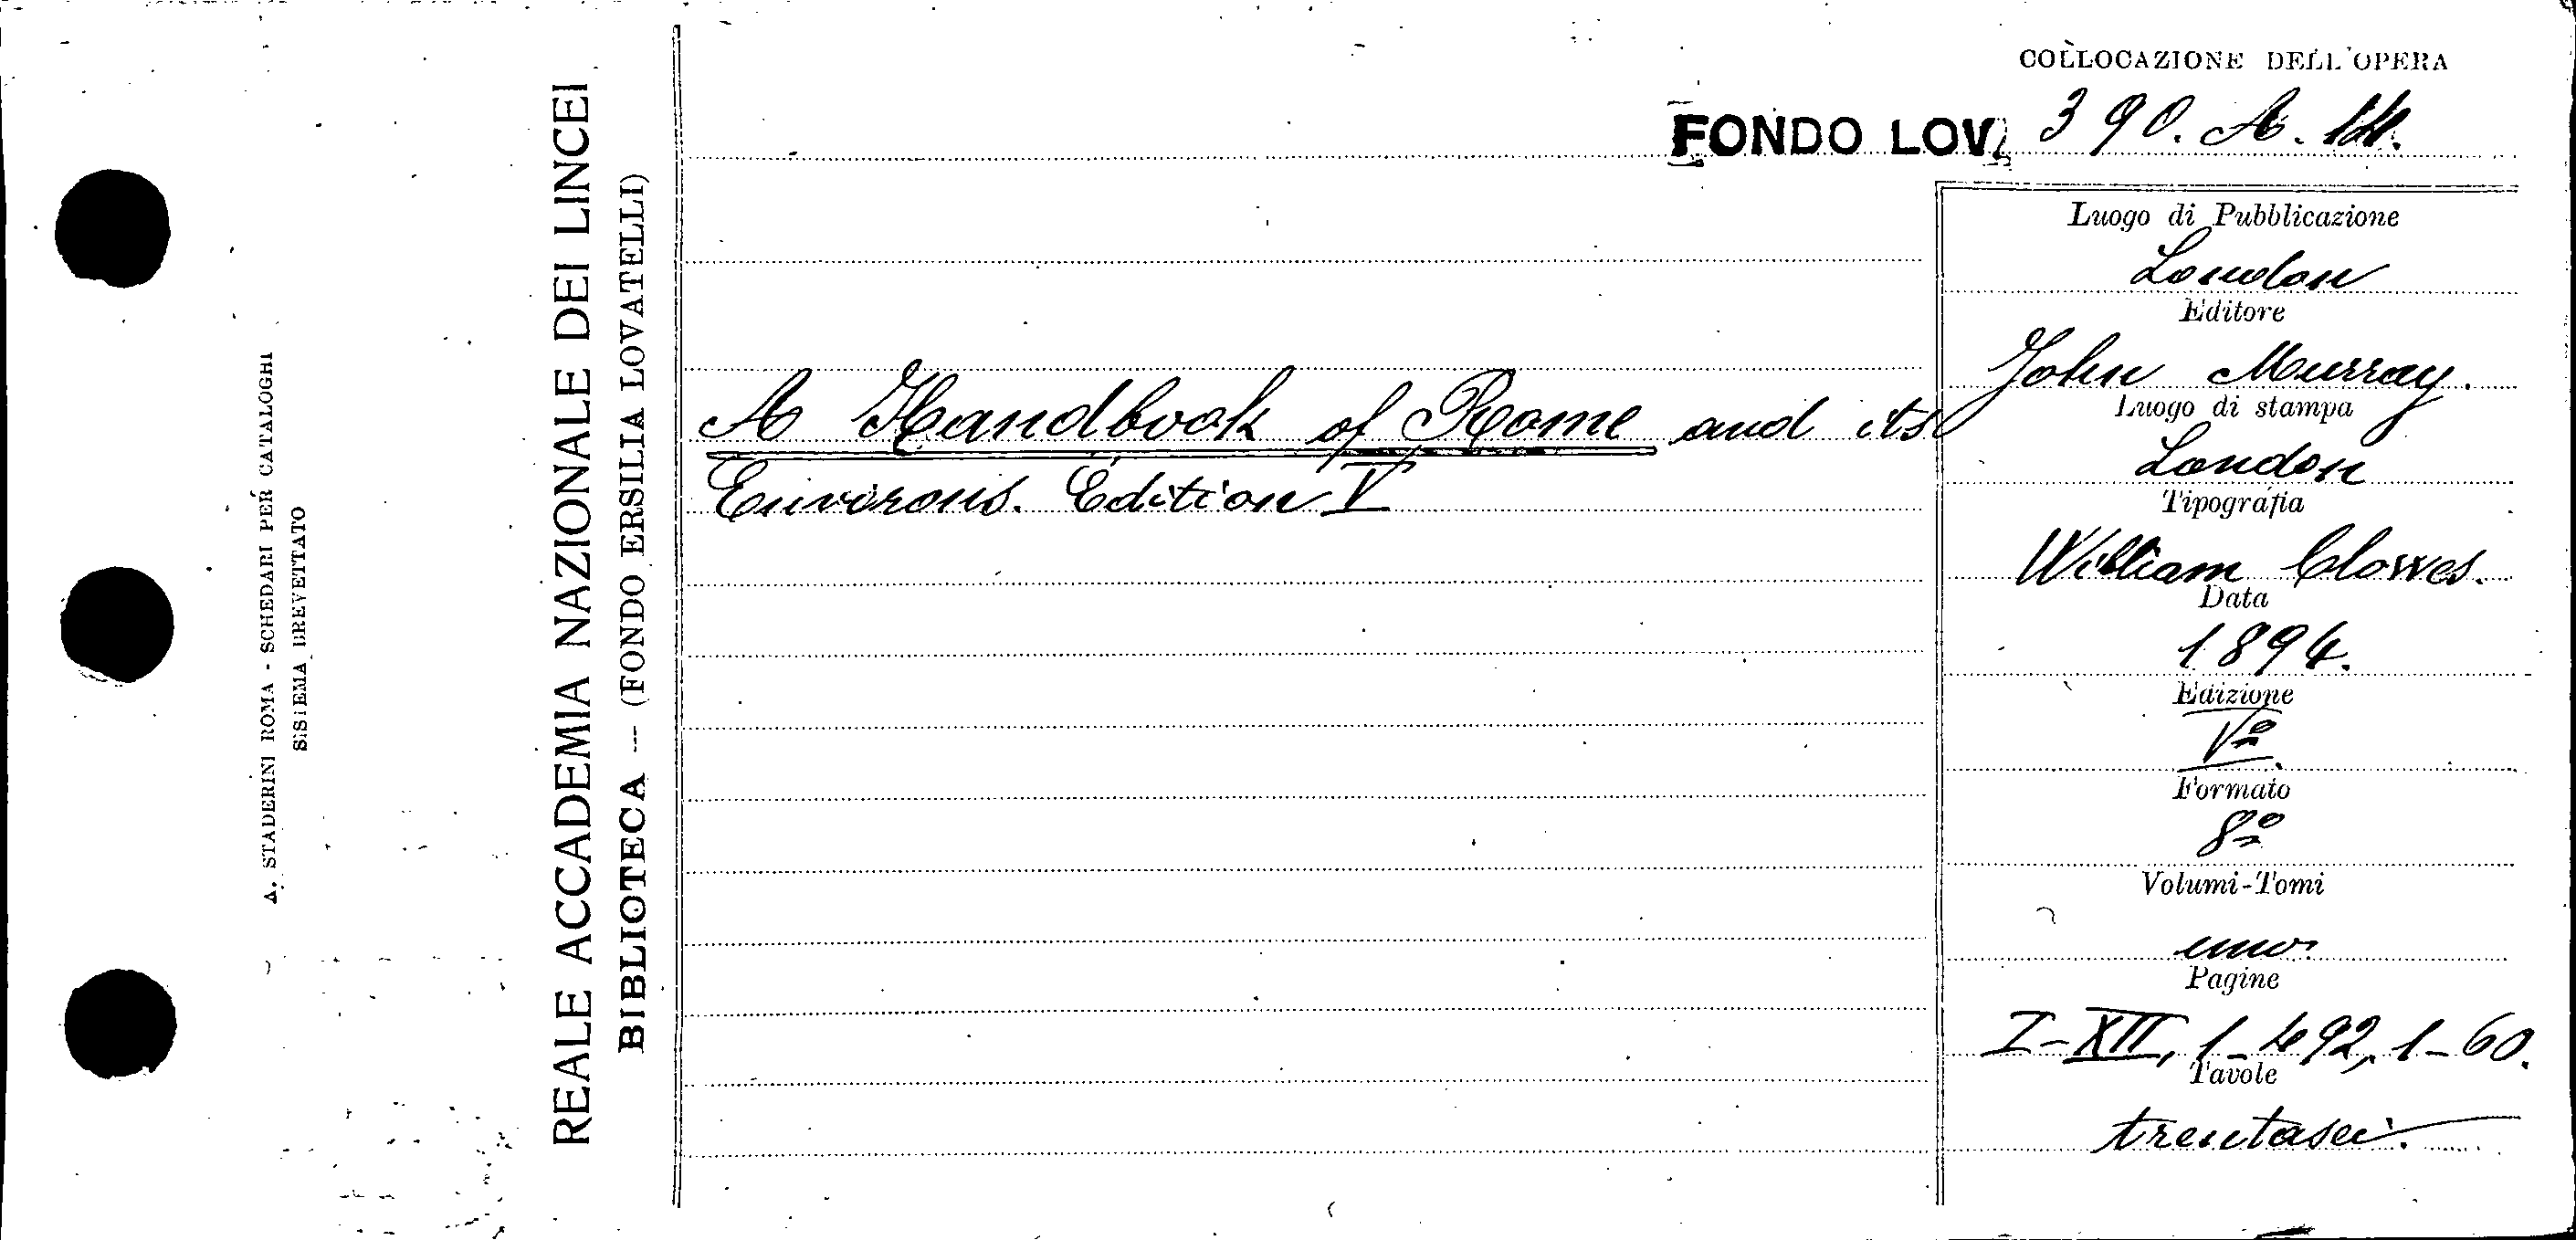 COLLOCAZIONE DELL'OPERA
FONDO LOV. 390. A. 14.
A. STADERINI ROMA - SCHEDARI PER CATALOGHI
SISTEMA BREVETTATO
REALE ACCADEMIA NAZIONALE DEI LINCEI
BIBLIOTECA — (FONDO ERSILIA LOVATELLI)
A Handbook of Rome and its
Environs. Edition V
Luogo di Pubblicazione
London
Editore
John Murray.
Luogo di stampa
London
Tipografia
William Clowes.
Data
1894.
Edizione
Vª
Formato
8º
Volumi-Tomi
uno.
Pagine
I-XII, 1-492, 1-60.
Tavole
trentasei.